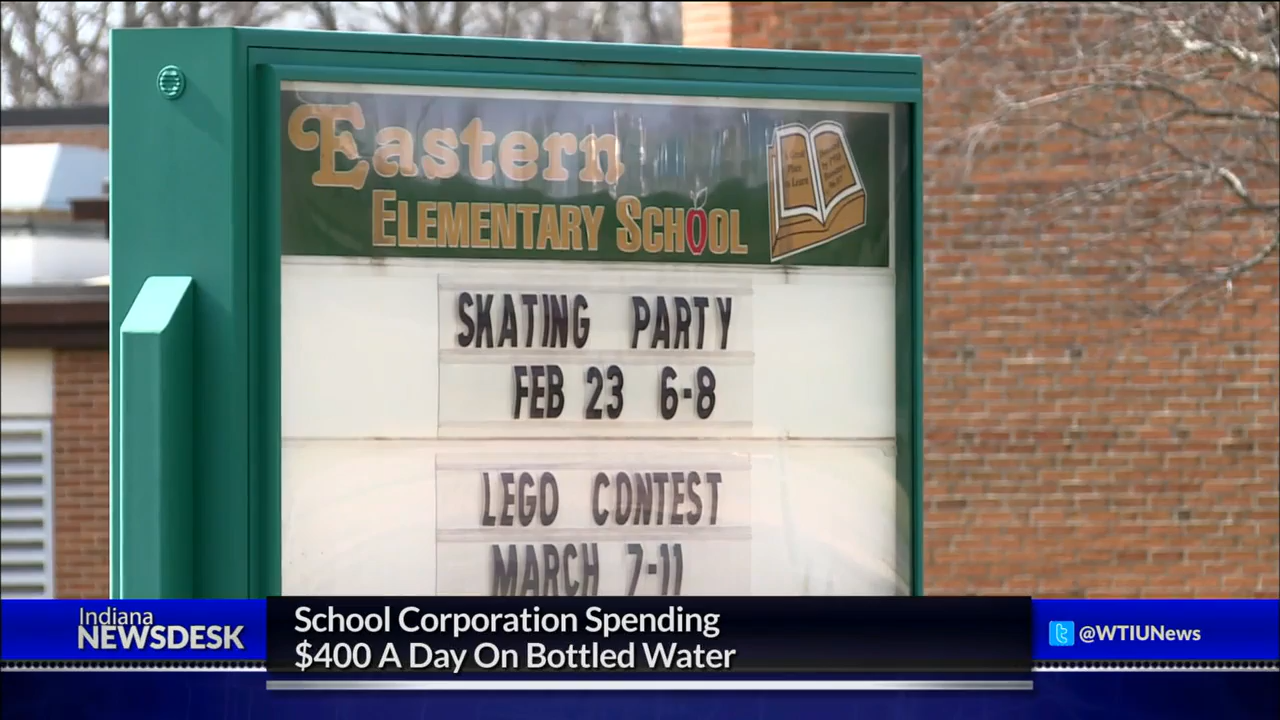 Eastern
ELEMENTARY SCHOOL
SKATING PARTY
FEB 23 6-8
LEGO CONTEST
MARCH 7-11
Indiana
NEWSDESK
School Corporation Spending
$400 A Day On Bottled Water
@WTIUNews